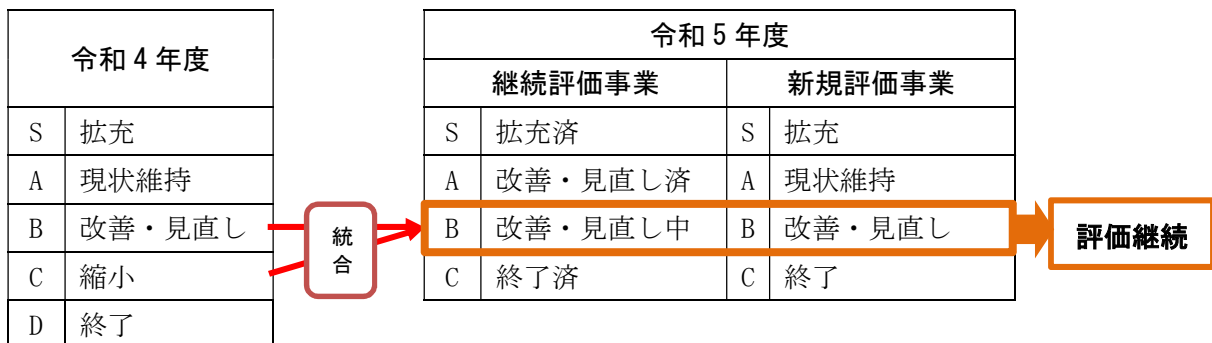 令和４年度
S 拡充
A 現状維持
B 改善・見直し
C 縮小
D 終了
統
合
令和５年度
継続評価事業 新規評価事業
S 拡充済 S 拡充
A 改善・見直し済 A 現状維持
B 改善・見直し中 B 改善・見直し
C 終了済 C 終了
評価継続